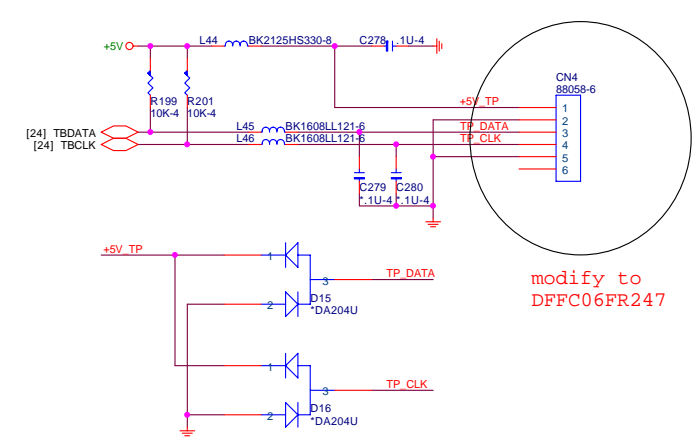 +5V
L44
BK2125HS330-8
C278
.1U-4
CN4
88058-6
R199
10K-4
R201
10K-4
+5V_TP
1
2
3
4
5
6
[24] TBDATA
L45
BK1608LL121-6
TP_DATA
[24] TBCLK
L46
BK1608LL121-6
TP_CLK
C279
*.1U-4
C280
*.1U-4
modify to
DFFC06FR247
+5V_TP
1
3
TP_DATA
2
D15
*DA204U
1
3
TP_CLK
2
D16
*DA204U